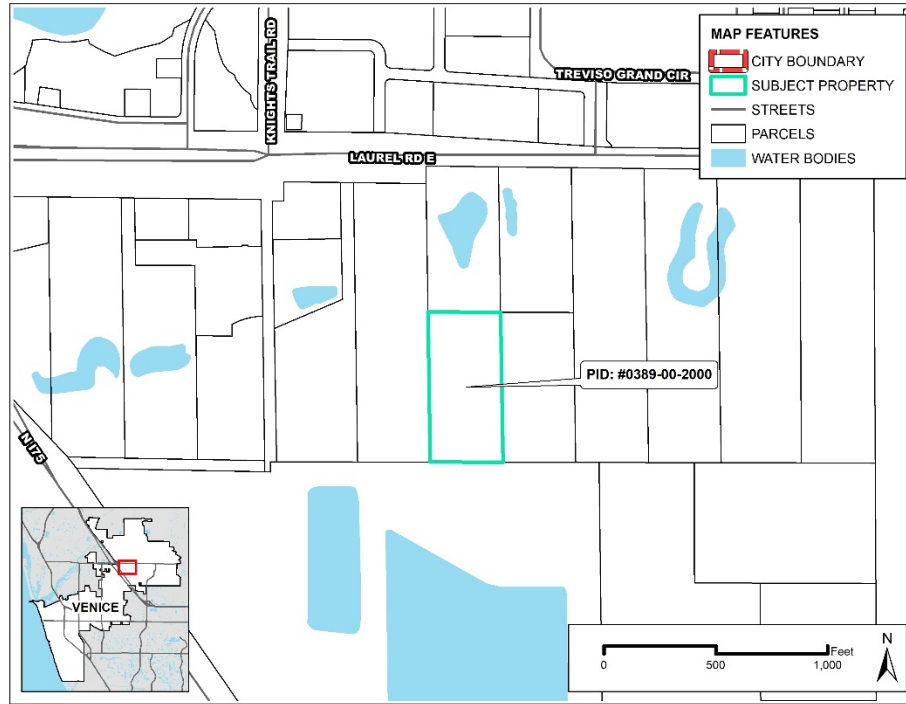 KNIGHTS TRAIL RD
TREVISO GRAND CIR
LAUREL RD E
MAP FEATURES
CITY BOUNDARY
SUBJECT PROPERTY
STREETS
PARCELS
WATER BODIES
PID: #0389-00-2000
N I75
VENICE
Feet
0 500 1,000
N